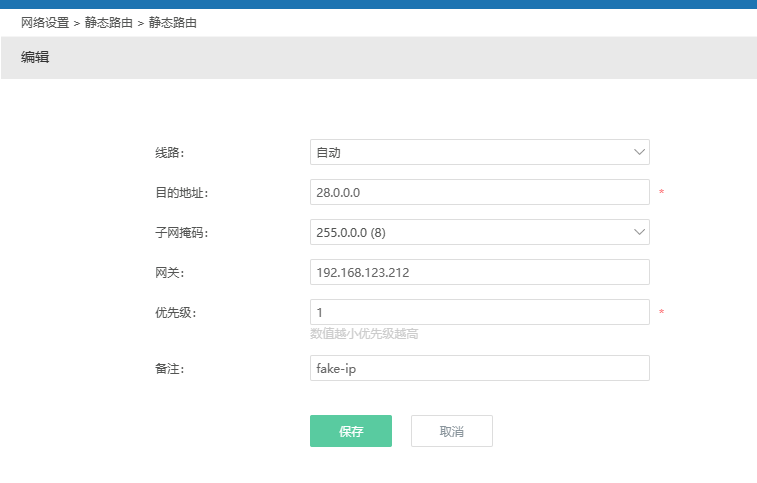 网络设置 > 静态路由 > 静态路由
编辑
线路: 自动
目的地址: 28.0.0.0 *
子网掩码: 255.0.0.0 (8)
网关: 192.168.123.212
优先级: 1 *
数值越小优先级越高
备注: fake-ip
保存 取消